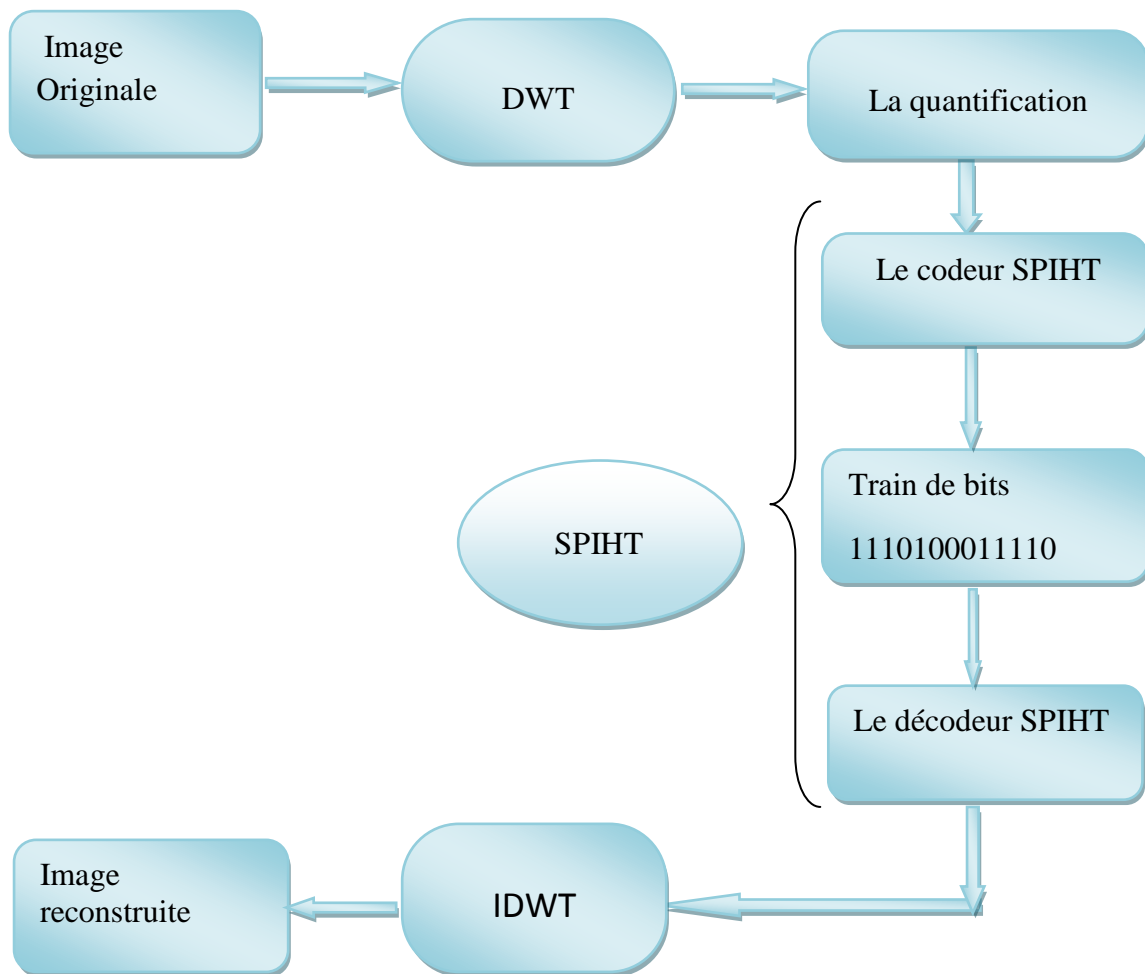 Image
Originale
DWT
La quantification
Le codeur SPIHT
Train de bits
1110100011110
SPIHT
Le décodeur SPIHT
IDWT
Image
reconstruite